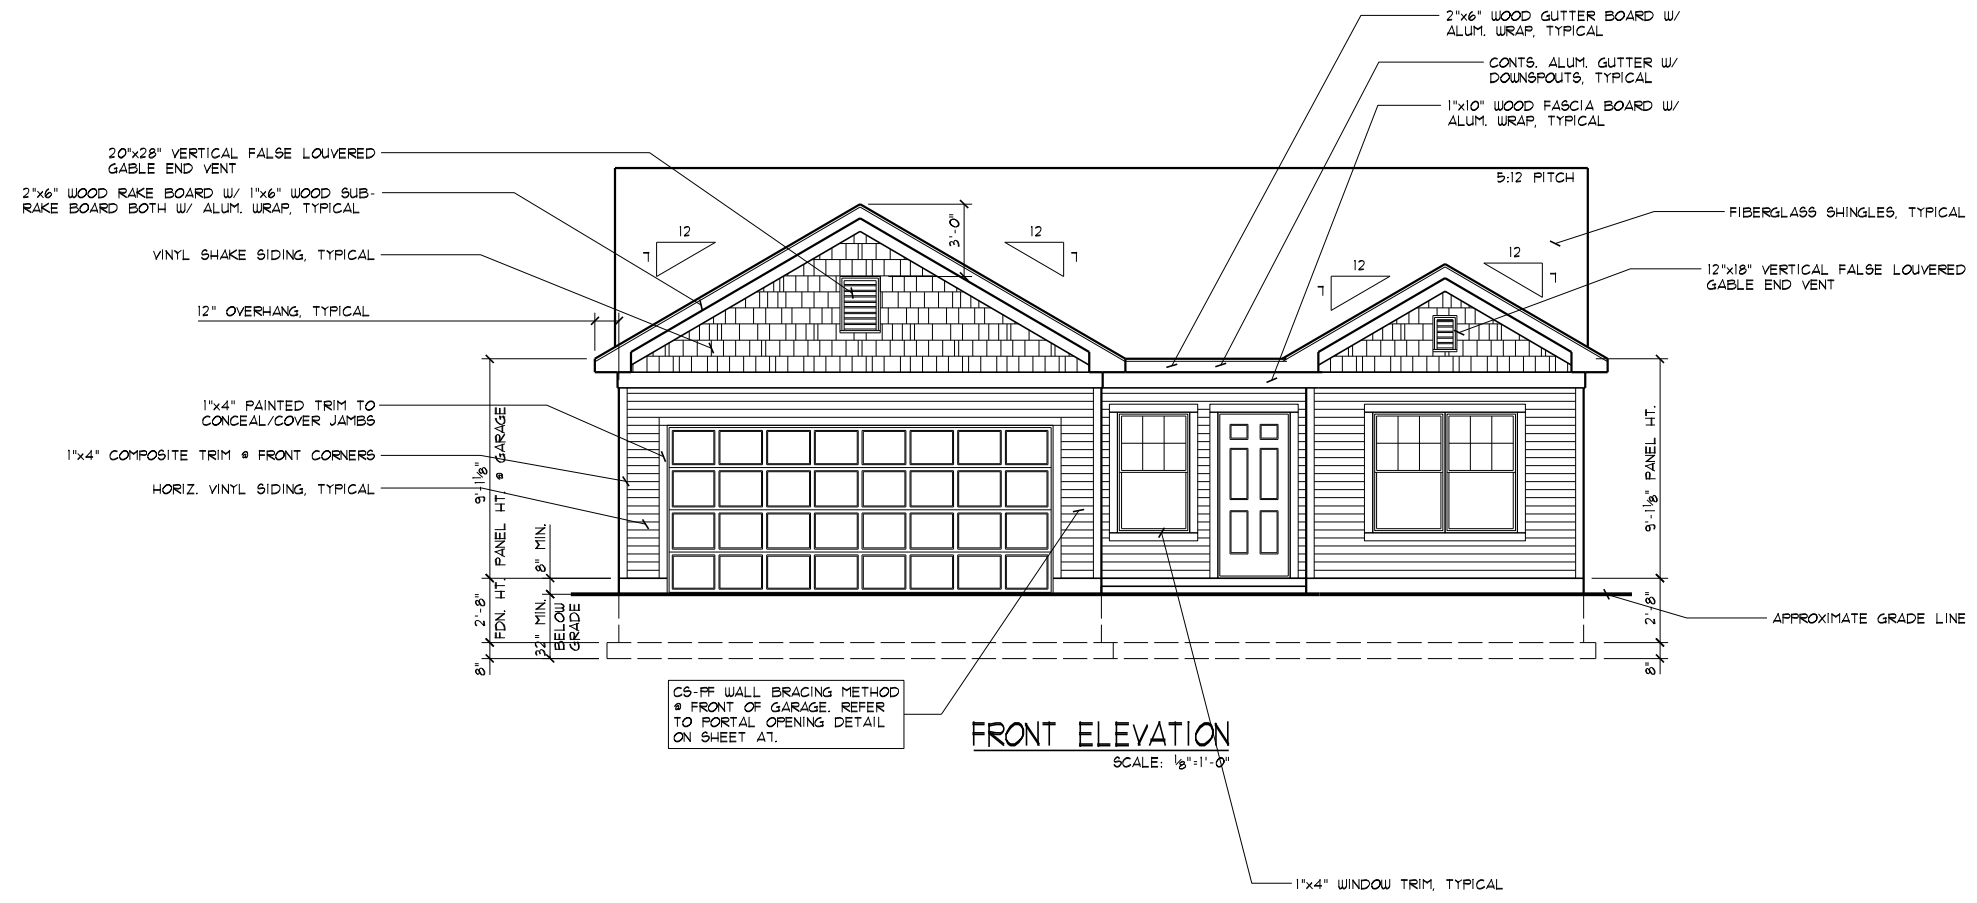 2"x6" WOOD GUTTER BOARD W/
ALUM. WRAP, TYPICAL
CONTS. ALUM. GUTTER W/
DOWNSPOUTS, TYPICAL
1"x10" WOOD FASCIA BOARD W/
ALUM. WRAP, TYPICAL
20"x28" VERTICAL FALSE LOUVERED
GABLE END VENT
2"x6" WOOD RAKE BOARD W/ 1"x6" WOOD SUB-
RAKE BOARD BOTH W/ ALUM. WRAP, TYPICAL
VINYL SHAKE SIDING, TYPICAL
12" OVERHANG, TYPICAL
5:12 PITCH
FIBERGLASS SHINGLES, TYPICAL
12"x18" VERTICAL FALSE LOUVERED
GABLE END VENT
12
7
3'-0"
12
7
12
7
12
7
1"x4" PAINTED TRIM TO
CONCEAL/COVER JAMBS
1"x4" COMPOSITE TRIM @ FRONT CORNERS
HORIZ. VINYL SIDING, TYPICAL
9'-1⅛"
PANEL HT. @ GARAGE
8" MIN.
2'-8"
FDN. HT.
32" MIN.
BELOW
GRADE
8"
9'-1⅛" PANEL HT.
2'-8"
8"
APPROXIMATE GRADE LINE
CS-PF WALL BRACING METHOD
@ FRONT OF GARAGE. REFER
TO PORTAL OPENING DETAIL
ON SHEET A7.
FRONT ELEVATION
SCALE: ⅛"=1'-0"
1"x4" WINDOW TRIM, TYPICAL